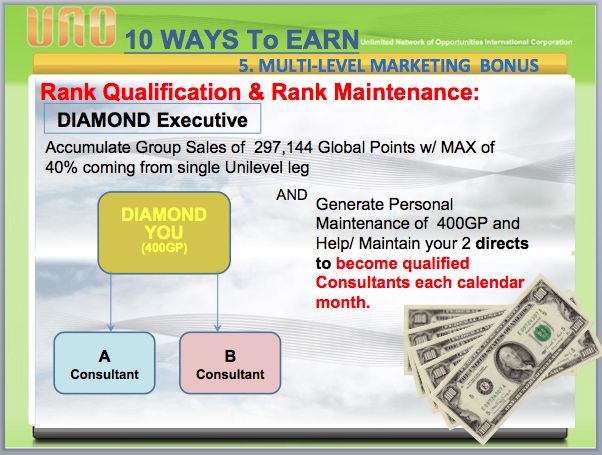 UNO
10 WAYS To EARN
Unlimited Network of Opportunities International Corporation
5. MULTI-LEVEL MARKETING BONUS
Rank Qualification & Rank Maintenance:
DIAMOND Executive
Accumulate Group Sales of 297,144 Global Points w/ MAX of
40% coming from single Unilevel leg
AND
Generate Personal
Maintenance of 400GP and
Help/ Maintain your 2 directs
to become qualified
Consultants each calendar
month.
DIAMOND
YOU
(400GP)
A
Consultant
B
Consultant
100
100